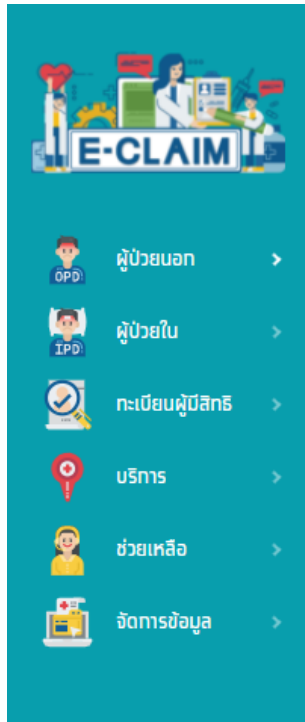 E-CLAIM
OPD
ผู้ป่วยนอก
IPD
ผู้ป่วยใน
ทะเบียนผู้มีสิทธิ
บริการ
ช่วยเหลือ
จัดการข้อมูล